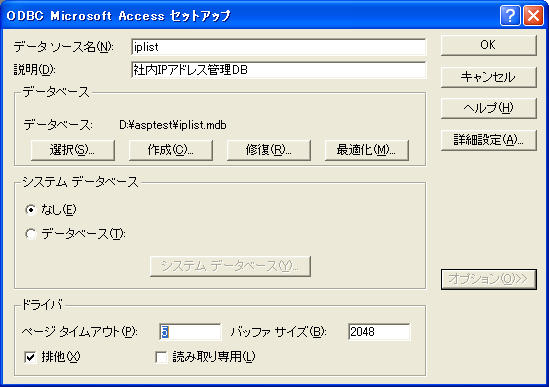 ODBC Microsoft Access セットアップ
データ ソース名(N): iplist
OK
説明(D): 社内IPアドレス管理DB
キャンセル
データベース
ヘルプ(H)
データベース: D:¥asptest¥iplist.mdb
詳細設定(A)...
選択(S)... 作成(C)... 修復(R)... 最適化(M)...
システム データベース
なし(E)
データベース(T):
システム データベース(Y)...
オプション(O)>>
ドライバ
ページ タイムアウト(P): 5 バッファ サイズ(B): 2048
排他(X) 読み取り専用(L)